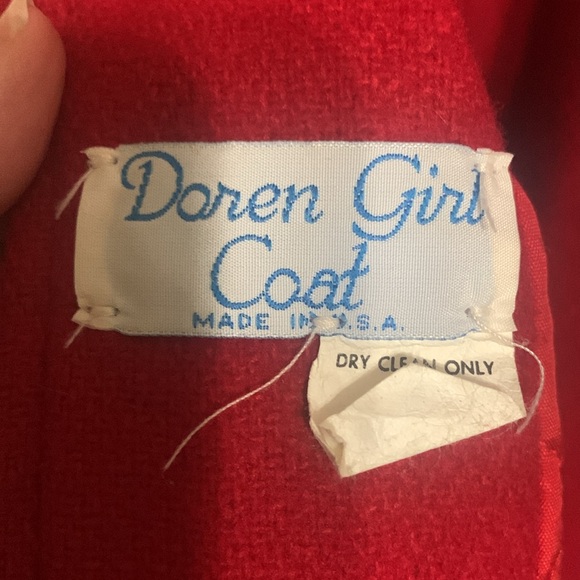 Doren Girl
Coat
MADE IN U.S.A.
DRY CLEAN ONLY